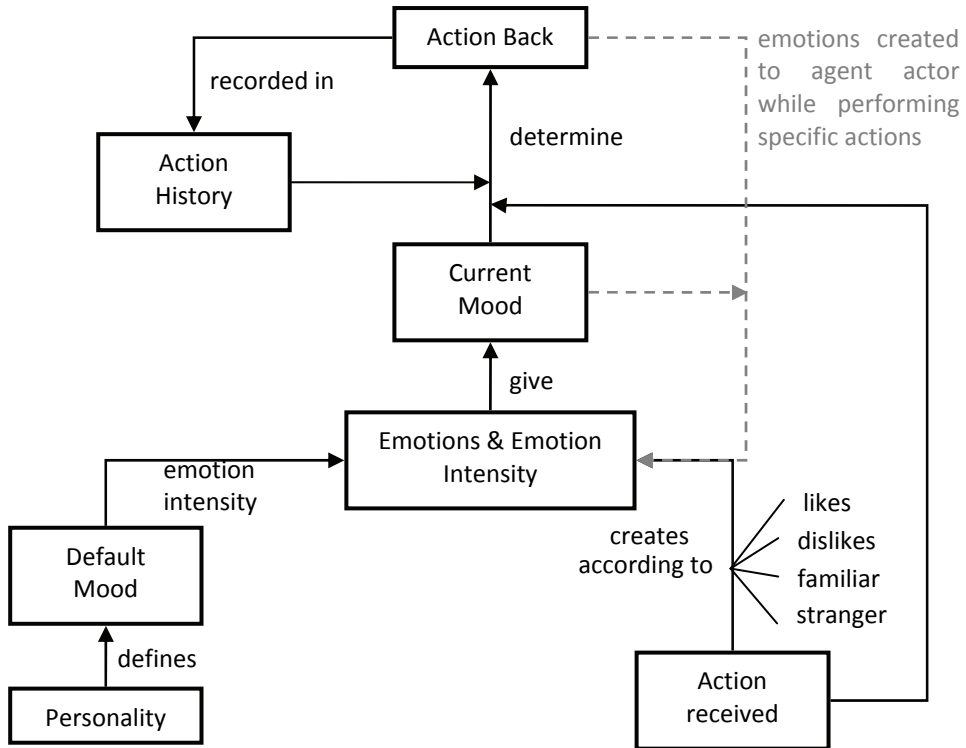 Action Back
emotions created
to agent actor
while performing
specific actions
recorded in
determine
Action
History
Current
Mood
give
Emotions & Emotion
Intensity
emotion
intensity
likes
creates
according to
dislikes
familiar
stranger
Default
Mood
defines
Personality
Action
received